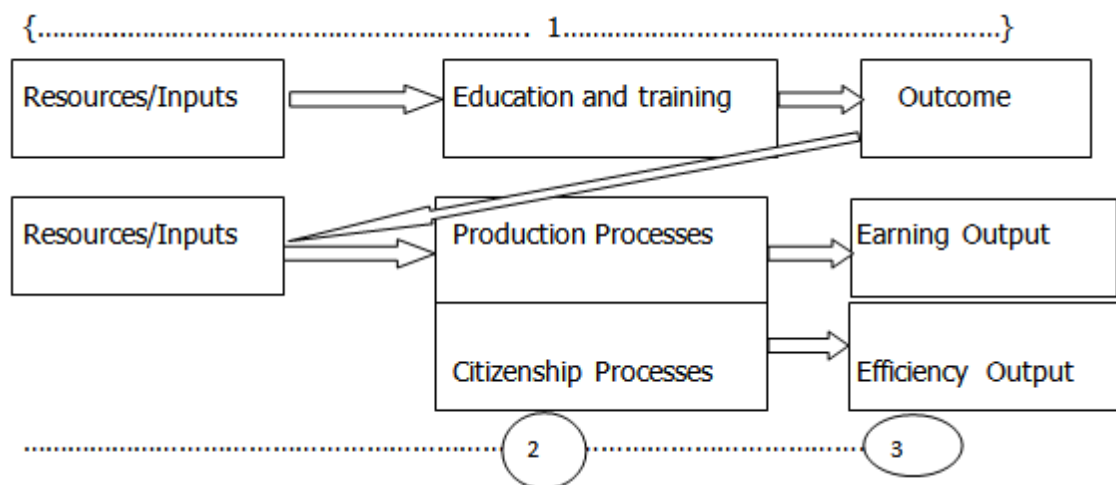 {………………………………………………………. 1……………………………………………………}
Resources/Inputs Education and training Outcome
Resources/Inputs Production Processes Earning Output
Citizenship Processes Efficiency Output
………………………………………………… 2 ……………………………… 3